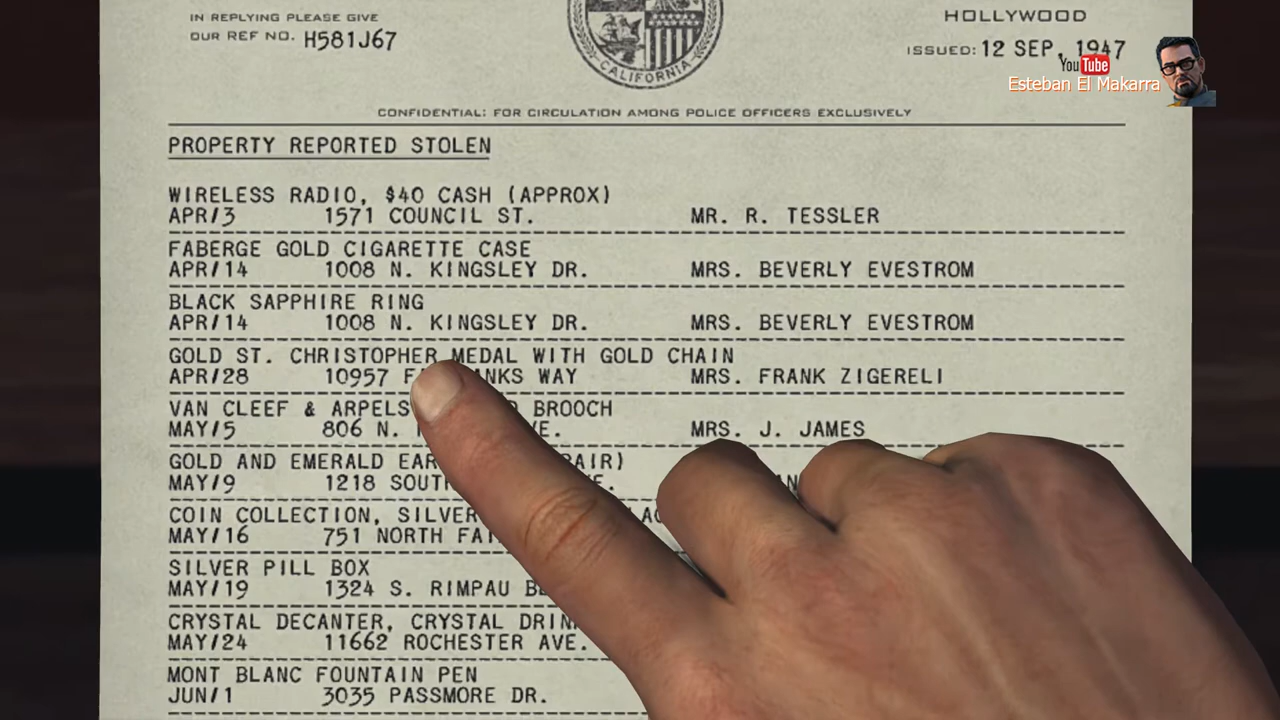 IN REPLYING PLEASE GIVE
OUR REF NO. H581J67
CALIFORNIA
HOLLYWOOD
ISSUED: 12 SEP, 1947
YouTube
Esteban El Makarra
CONFIDENTIAL: FOR CIRCULATION AMONG POLICE OFFICERS EXCLUSIVELY
PROPERTY REPORTED STOLEN
WIRELESS RADIO, $40 CASH (APPROX)
APR/3 1571 COUNCIL ST. MR. R. TESSLER
FABERGE GOLD CIGARETTE CASE
APR/14 1008 N. KINGSLEY DR. MRS. BEVERLY EVESTROM
BLACK SAPPHIRE RING
APR/14 1008 N. KINGSLEY DR. MRS. BEVERLY EVESTROM
GOLD ST. CHRISTOPHER MEDAL WITH GOLD CHAIN
APR/28 10957 WAY MRS. FRANK ZIGERELI
VAN CLEEF & ARPELS BROOCH
MAY/5 806 N. MRS. J. JAMES
GOLD AND EMERALD
MAY/9 1218
COIN COLLECTION, SILVER
MAY/16 751 NORTH
SILVER PILL BOX
MAY/19 1324 S. RIMPAU
CRYSTAL DECANTER, CRYSTAL
MAY/24 11662 ROCHESTER AVE.
MONT BLANC FOUNTAIN PEN
JUN/1 3035 PASSMORE DR.